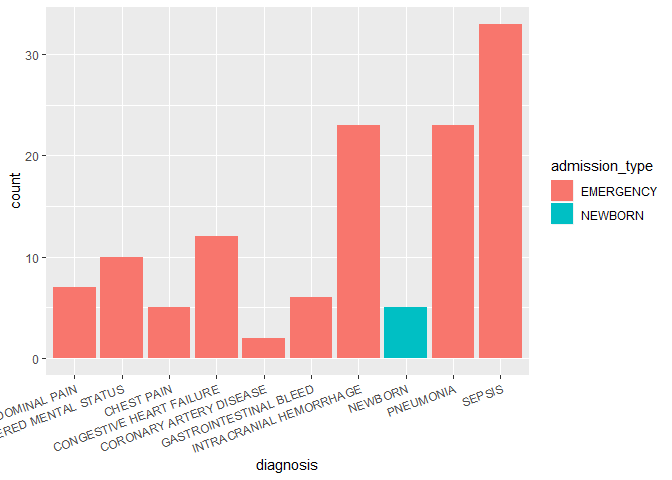 30
20
10
0
count
DOMINAL PAIN
ERED MENTAL STATUS
CHEST PAIN
CONGESTIVE HEART FAILURE
CORONARY ARTERY DISEASE
GASTROINTESTINAL BLEED
INTRACRANIAL HEMORRHAGE
NEWBORN
PNEUMONIA
SEPSIS
diagnosis
admission_type
EMERGENCY
NEWBORN